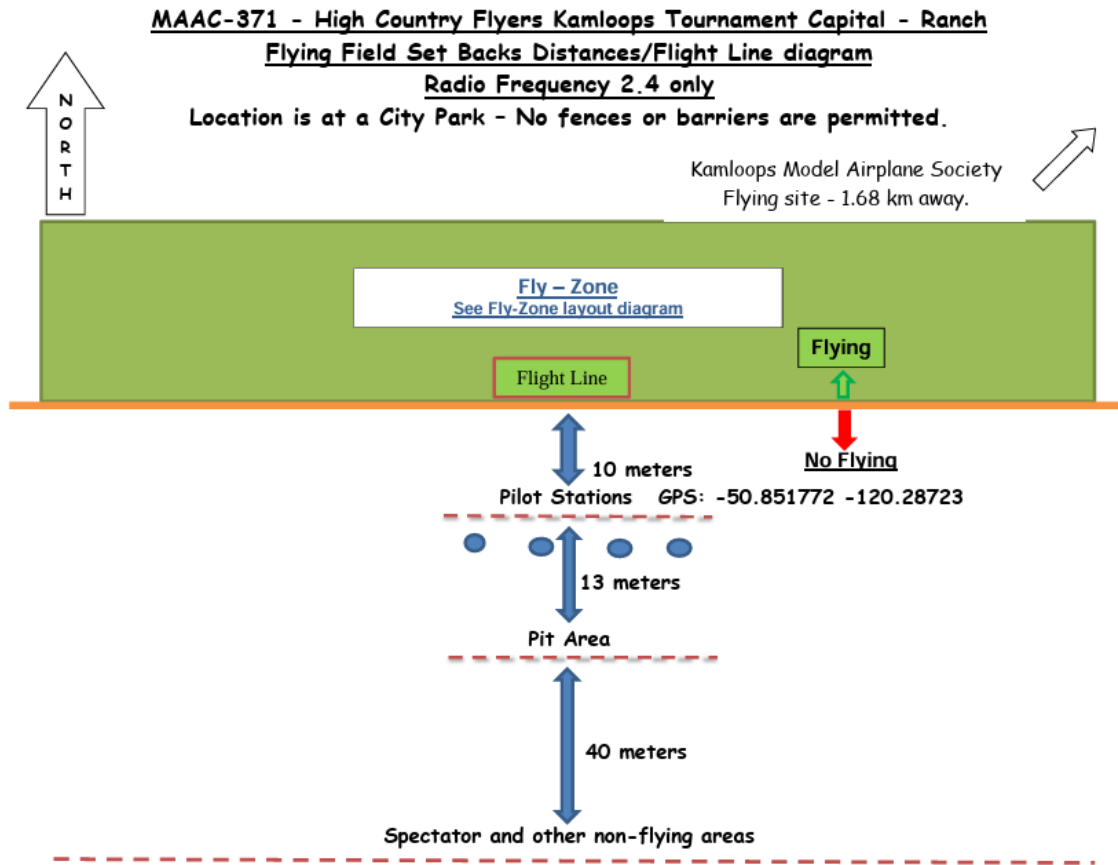 MAAC-371 - High Country Flyers Kamloops Tournament Capital - Ranch
Flying Field Set Backs Distances/Flight Line diagram
Radio Frequency 2.4 only
Location is at a City Park – No fences or barriers are permitted.
NORTH
Kamloops Model Airplane Society
Flying site - 1.68 km away.
Fly – Zone
See Fly-Zone layout diagram
Flying
Flight Line
10 meters
No Flying
Pilot Stations GPS: -50.851772 -120.28723
13 meters
Pit Area
40 meters
Spectator and other non-flying areas